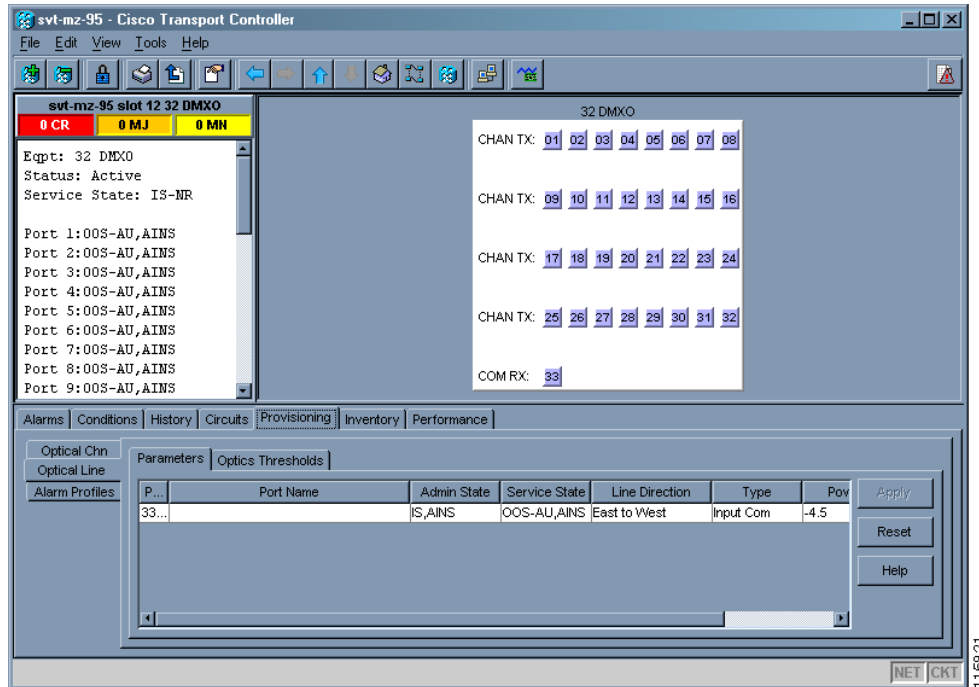 svt-mz-95 - Cisco Transport Controller
File Edit View Tools Help
svt-mz-95 slot 12 32 DMXO
0 CR 0 MJ 0 MN
Eqpt: 32 DMXO
Status: Active
Service State: IS-NR
Port 1:OOS-AU,AINS
Port 2:OOS-AU,AINS
Port 3:OOS-AU,AINS
Port 4:OOS-AU,AINS
Port 5:OOS-AU,AINS
Port 6:OOS-AU,AINS
Port 7:OOS-AU,AINS
Port 8:OOS-AU,AINS
Port 9:OOS-AU,AINS
32 DMXO
CHAN TX: 01 02 03 04 05 06 07 08
CHAN TX: 09 10 11 12 13 14 15 16
CHAN TX: 17 18 19 20 21 22 23 24
CHAN TX: 25 26 27 28 29 30 31 32
COM RX: 33
Alarms Conditions History Circuits Provisioning Inventory Performance
Optical Chn
Optical Line
Alarm Profiles
Parameters Optics Thresholds
P... Port Name Admin State Service State Line Direction Type Pov
33... IS,AINS OOS-AU,AINS East to West Input Com -4.5
Apply
Reset
Help
NET CKT